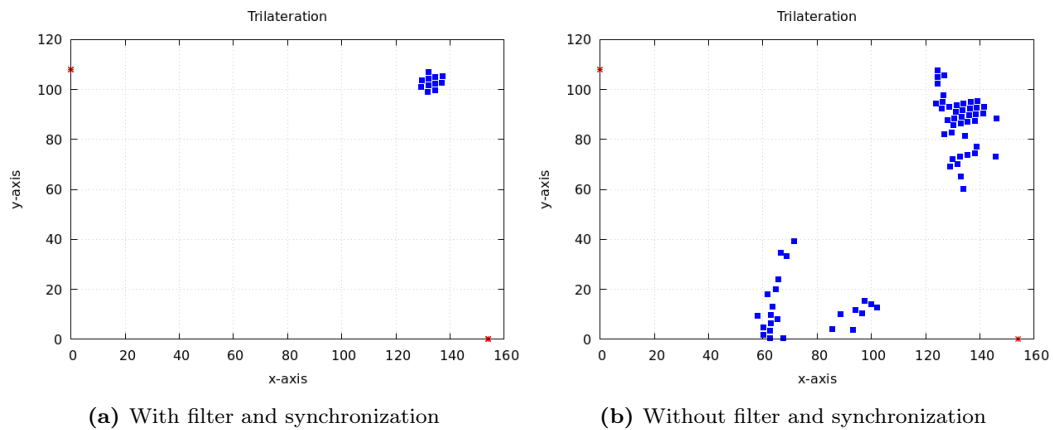 Trilateration
120
100
80
60
40
20
0
y-axis
0 20 40 60 80 100 120 140 160
x-axis
(a) With filter and synchronization
Trilateration
120
100
80
60
40
20
0
y-axis
0 20 40 60 80 100 120 140 160
x-axis
(b) Without filter and synchronization